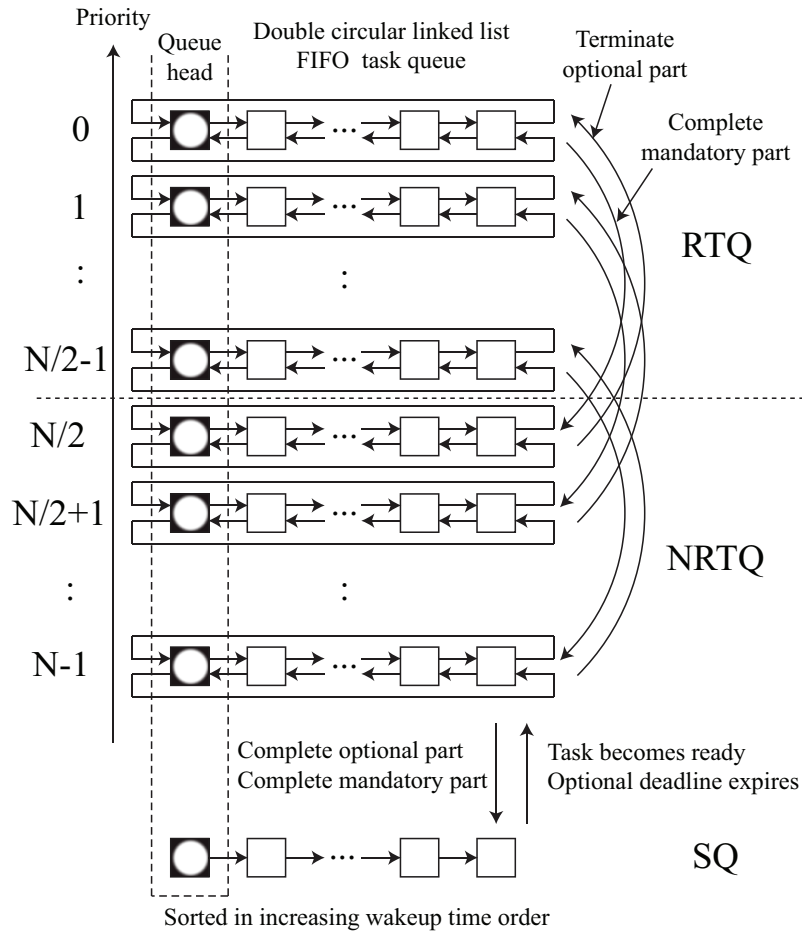 Priority
Queue
head
Double circular linked list
FIFO task queue
Terminate
optional part
Complete
mandatory part
0
...
1
...
RTQ
:
:
N/2-1
...
N/2
...
N/2+1
...
NRTQ
:
:
N-1
...
Complete optional part
Complete mandatory part
Task becomes ready
Optional deadline expires
...
SQ
Sorted in increasing wakeup time order